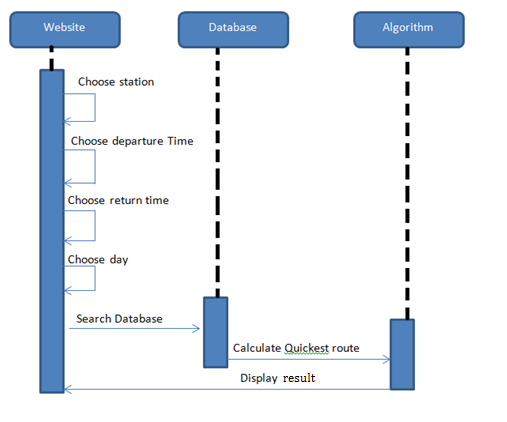 Website
Database
Algorithm
Choose station
Choose departure Time
Choose return time
Choose day
Search Database
Calculate Quickest route
Display result